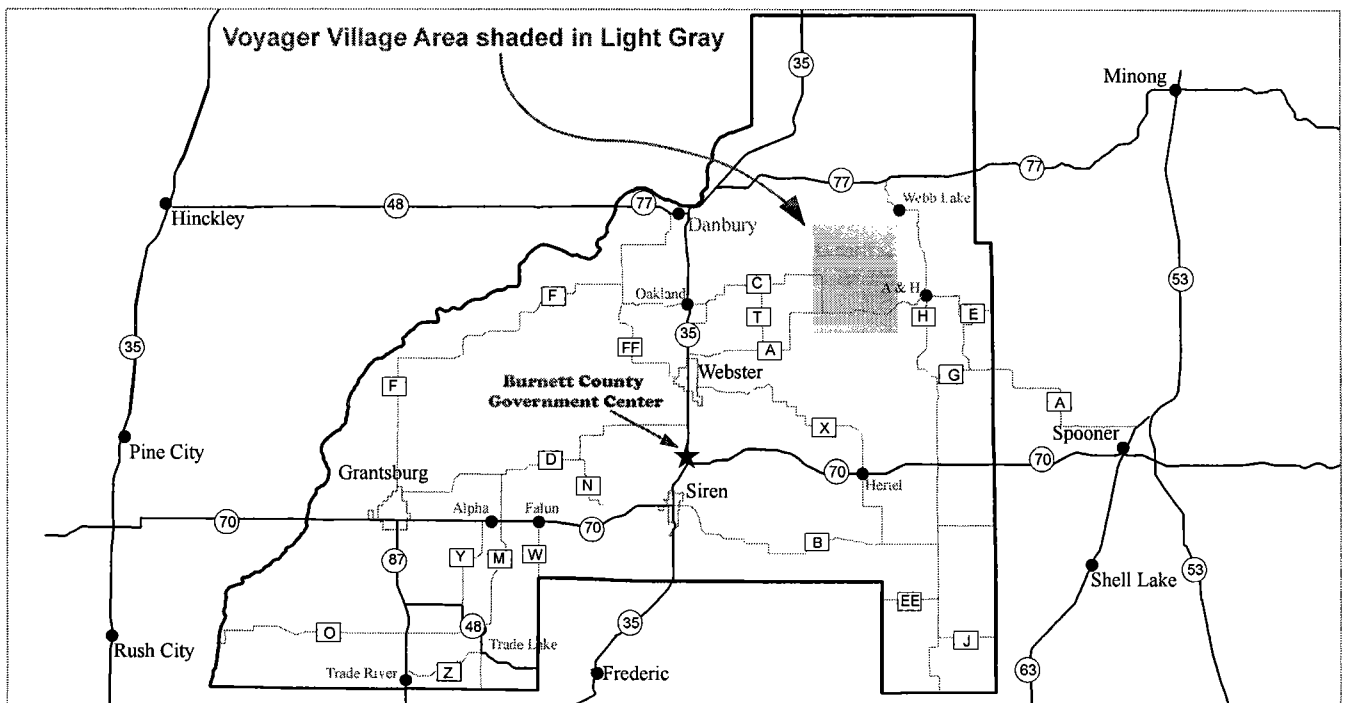 Voyager Village Area shaded in Light Gray
35
Minong
77
77
Webb Lake
48
77
Hinckley
Danbury
53
C
A & H
F
Oakland
T
H
E
35
35
FF
A
Webster
G
F
Burnett County
Government Center
A
X
Spooner
Pine City
D
70
70
Grantsburg
N
Hertel
Siren
Alpha
Falun
70
70
B
Y
M
W
87
Shell Lake
53
EE
48
35
O
J
Rush City
Trade Lake
Trade River
Z
Frederic
63